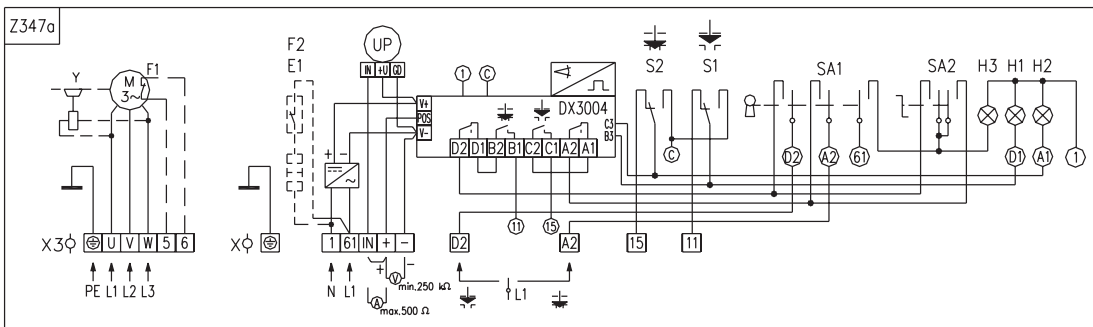 Z347a
F2
E1
UP
IN +U GD
1 C
S2 S1
SA1 SA2 H3 H1 H2
Y
M
3~
F1
V+
POS
V-
DX3004
C3
B3
D2 D1 B2 B1 C2 C1 A2 A1
+ -
~
C
D2 A2 61 D1 A1 1
11 15
X3 U V W 5 6
X
1 61 IN + -
D2 A2 15 11
PE L1 L2 L3
N L1
+ V -
min.250 kΩ
A
max.500 Ω
L1